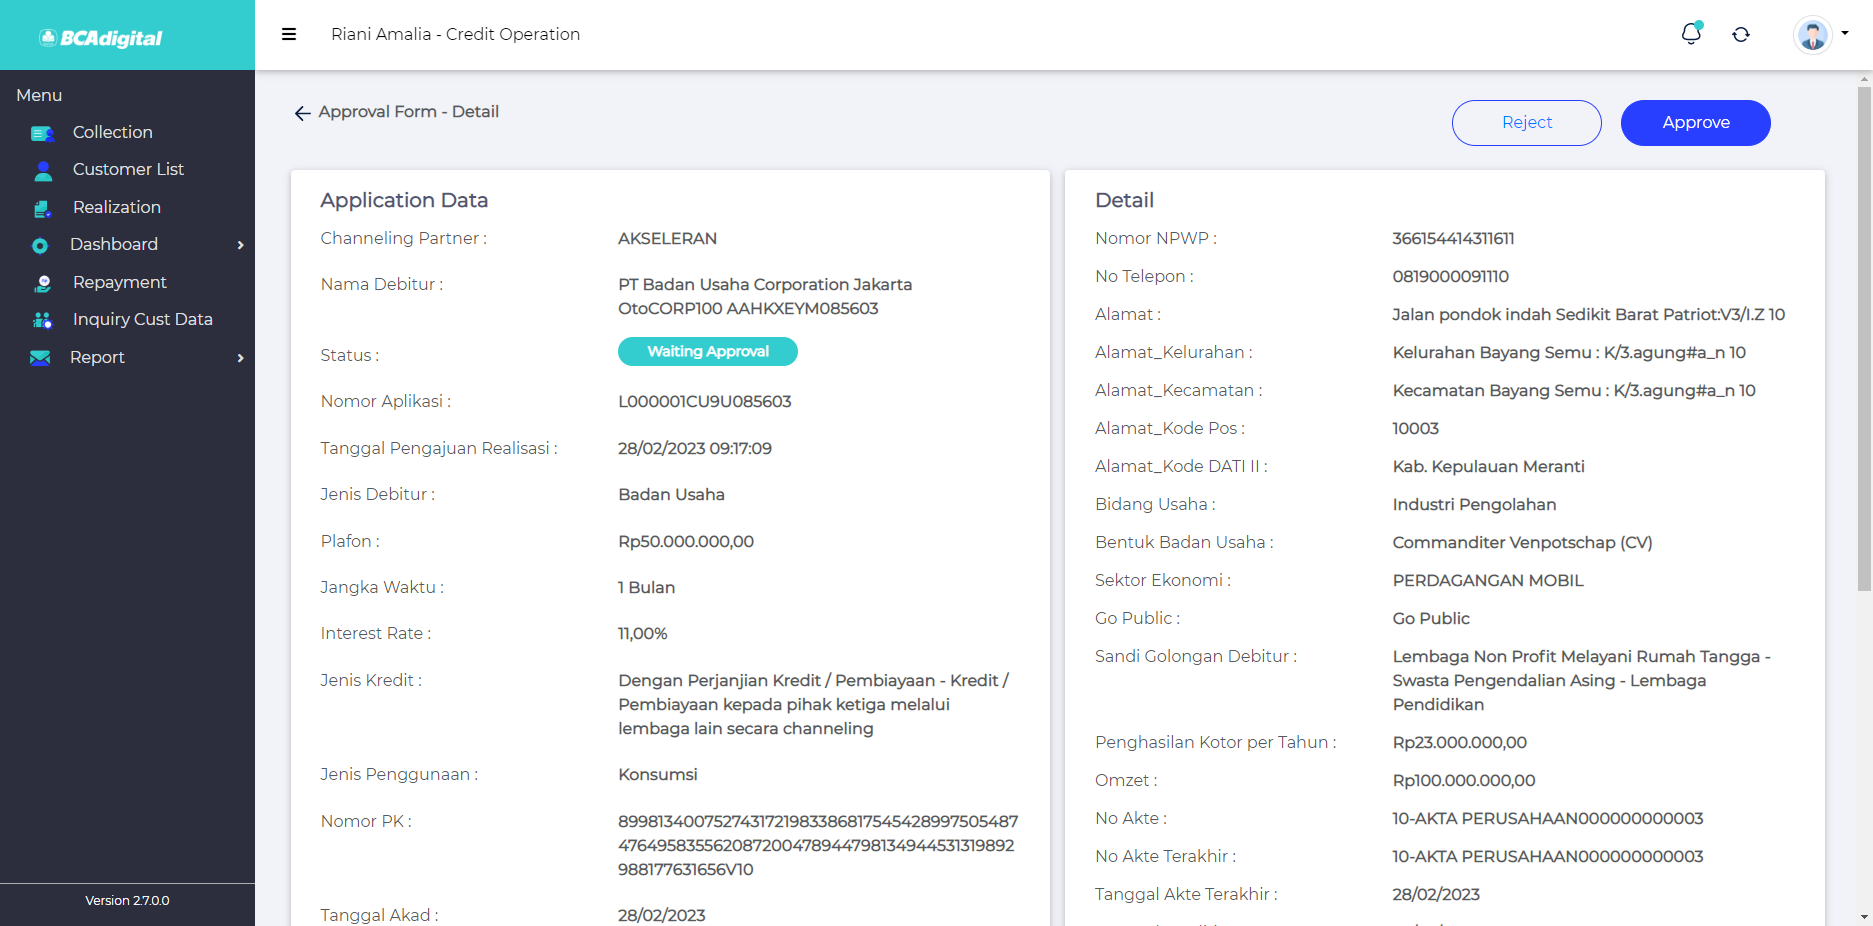 BCAdigital
Riani Amalia - Credit Operation
Menu
Collection
Customer List
Realization
Dashboard
Repayment
Inquiry Cust Data
Report
Version 2.7.0.0
Approval Form - Detail
Reject
Approve
Application Data
Channeling Partner : AKSELERAN
Nama Debitur : PT Badan Usaha Corporation Jakarta
OtoCORP100 AAHKXEYM085603
Status : Waiting Approval
Nomor Aplikasi : L000001CU9U085603
Tanggal Pengajuan Realisasi : 28/02/2023 09:17:09
Jenis Debitur : Badan Usaha
Plafon : Rp50.000.000,00
Jangka Waktu : 1 Bulan
Interest Rate : 11,00%
Jenis Kredit : Dengan Perjanjian Kredit / Pembiayaan - Kredit /
Pembiayaan kepada pihak ketiga melalui
lembaga lain secara channeling
Jenis Penggunaan : Konsumsi
Nomor PK : 8998134007527431721983386817545428997505487
47649583556208720047894479813494453131989​2
988177631656V10
Tanggal Akad : 28/02/2023
Detail
Nomor NPWP : 366154414311611
No Telepon : 0819000091110
Alamat : Jalan pondok indah Sedikit Barat Patriot:V3/I.Z 10
Alamat_Kelurahan : Kelurahan Bayang Semu : K/3.agung#a_n 10
Alamat_Kecamatan : Kecamatan Bayang Semu : K/3.agung#a_n 10
Alamat_Kode Pos : 10003
Alamat_Kode DATI II : Kab. Kepulauan Meranti
Bidang Usaha : Industri Pengolahan
Bentuk Badan Usaha : Commanditer Venpotschap (CV)
Sektor Ekonomi : PERDAGANGAN MOBIL
Go Public : Go Public
Sandi Golongan Debitur : Lembaga Non Profit Melayani Rumah Tangga -
Swasta Pengendalian Asing - Lembaga
Pendidikan
Penghasilan Kotor per Tahun : Rp23.000.000,00
Omzet : Rp100.000.000,00
No Akte : 10-AKTA PERUSAHAAN000000000003
No Akte Terakhir : 10-AKTA PERUSAHAAN000000000003
Tanggal Akte Terakhir : 28/02/2023